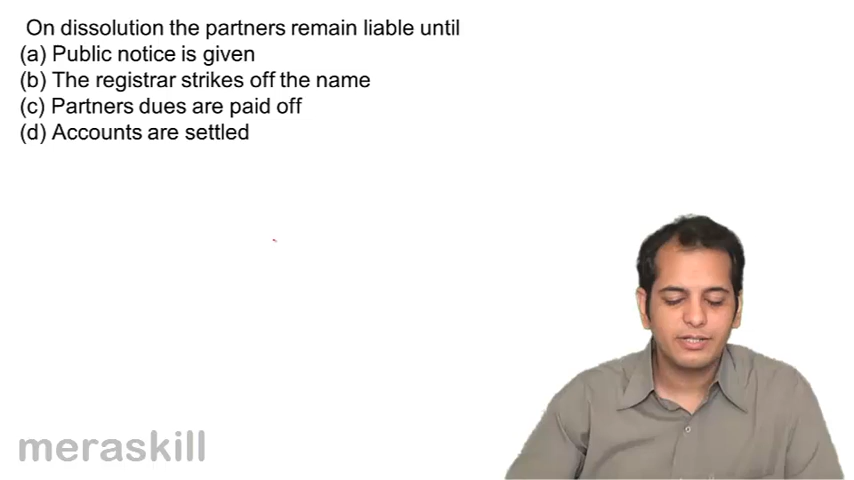 On dissolution the partners remain liable until
(a) Public notice is given
(b) The registrar strikes off the name
(c) Partners dues are paid off
(d) Accounts are settled
meraskill